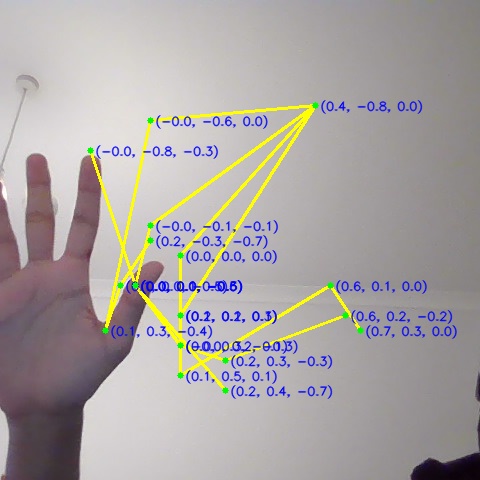 (0.4, -0.8, 0.0)
(-0.0, -0.6, 0.0)
(-0.0, -0.8, -0.3)
(-0.0, -0.1, -0.1)
(0.2, -0.3, -0.7)
(0.0, 0.0, 0.0)
(0.6, 0.1, 0.0)
(0.6, 0.2, -0.2)
(0.1, 0.3, -0.4)
(0.7, 0.3, 0.0)
(0.2, 0.3, -0.3)
(0.1, 0.5, 0.1)
(0.2, 0.4, -0.7)